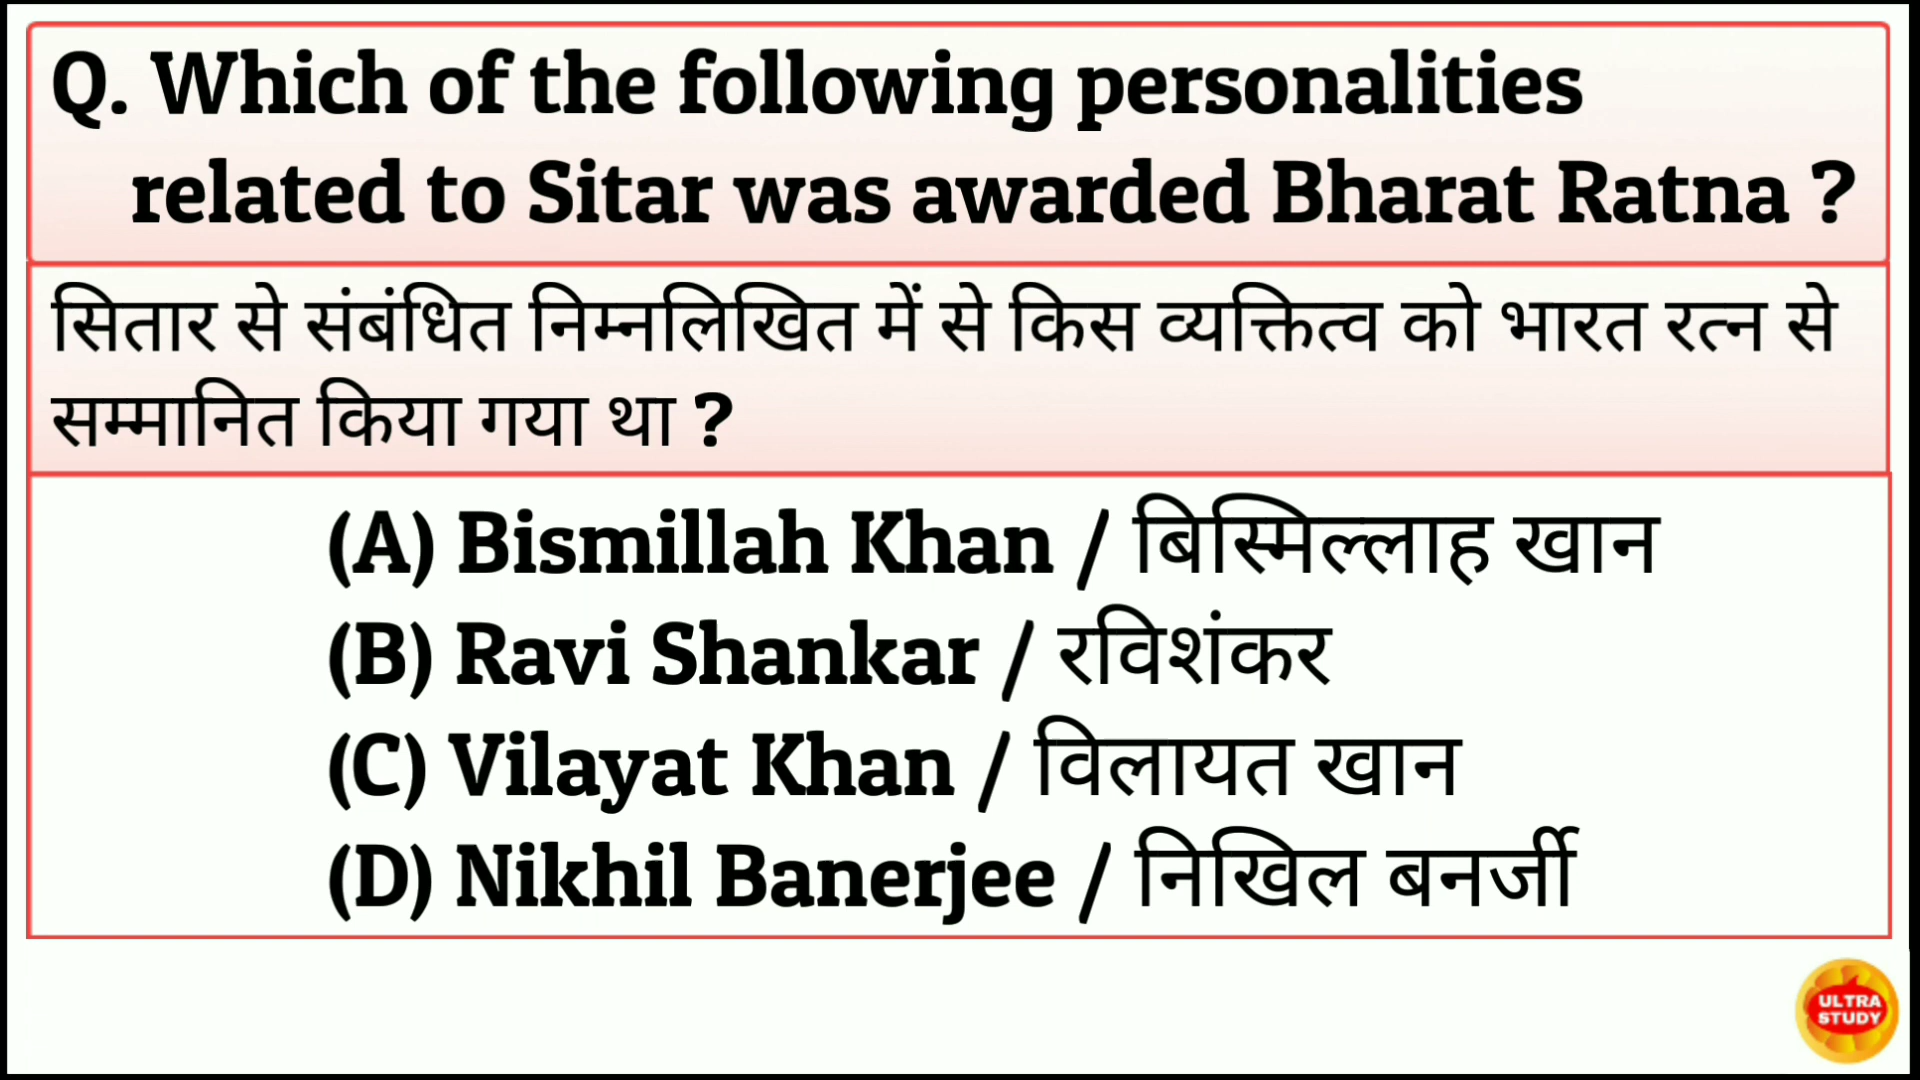 Q. Which of the following personalities
related to Sitar was awarded Bharat Ratna ?
सितार से संबंधित निम्नलिखित में से किस व्यक्तित्व को भारत रत्न से
सम्मानित किया गया था ?
(A) Bismillah Khan / बिस्मिल्लाह खान
(B) Ravi Shankar / रविशंकर
(C) Vilayat Khan / विलायत खान
(D) Nikhil Banerjee / निखिल बनर्जी
ULTRA
STUDY